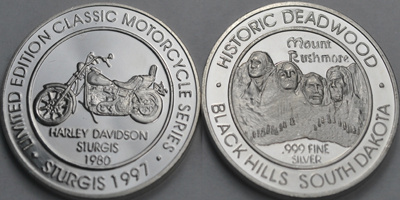 LIMITED EDITION CLASSIC MOTORCYCLE SERIES
HARLEY DAVIDSON
STURGIS
1980
• STURGIS 1997 •
HISTORIC DEADWOOD
Mount
Rushmore
.999 FINE
SILVER
• BLACK HILLS SOUTH DAKOTA •